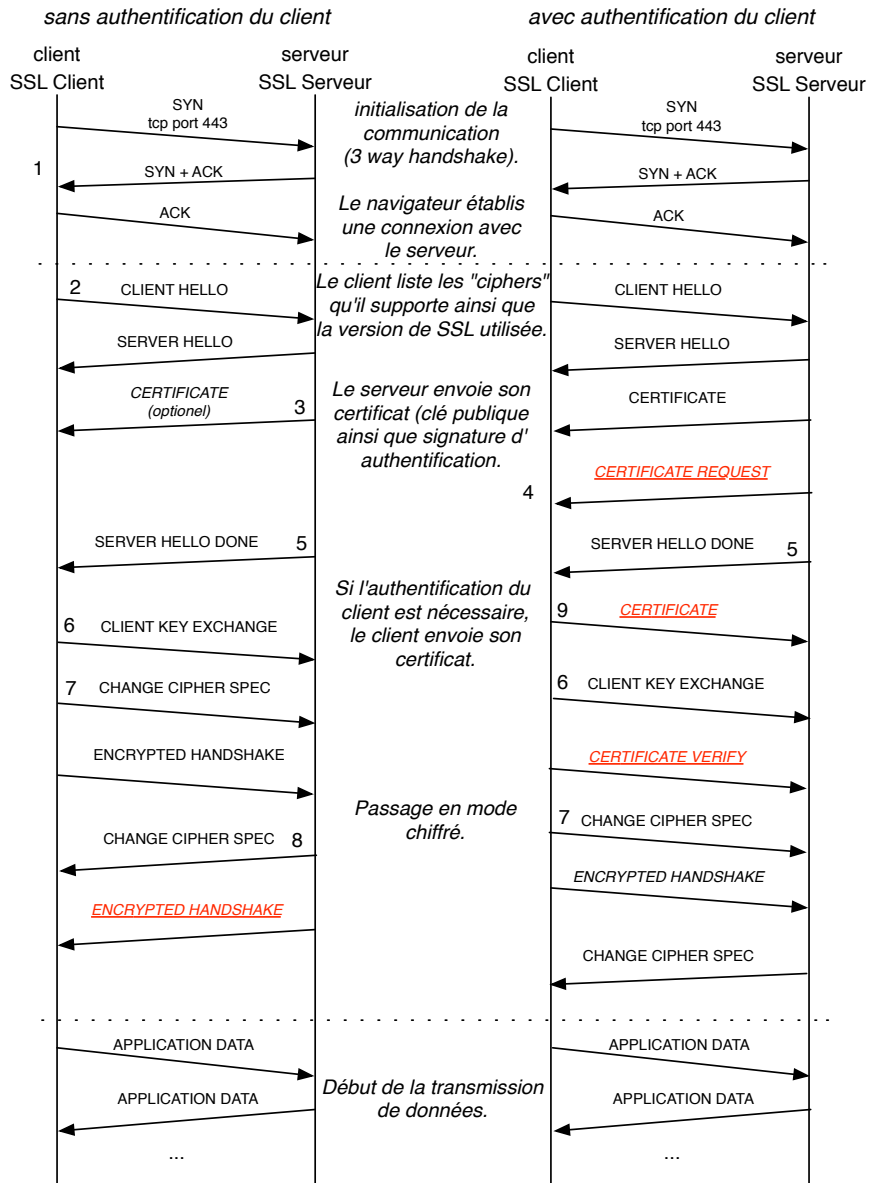 sans authentification du client
avec authentification du client
client
SSL Client
serveur
SSL Serveur
client
SSL Client
serveur
SSL Serveur
SYN
tcp port 443
initialisation de la
communication
(3 way handshake).
SYN
tcp port 443
1
SYN + ACK
SYN + ACK
ACK
Le navigateur établis
une connexion avec
le serveur.
ACK
2
CLIENT HELLO
Le client liste les "ciphers"
qu'il supporte ainsi que
la version de SSL utilisée.
CLIENT HELLO
SERVER HELLO
SERVER HELLO
CERTIFICATE
(optionel)
3
Le serveur envoie son
certificat (clé publique
ainsi que signature d'
authentification.
CERTIFICATE
4
CERTIFICATE REQUEST
SERVER HELLO DONE
5
SERVER HELLO DONE
5
Si l'authentification du
client est nécessaire,
le client envoie son
certificat.
9
CERTIFICATE
6
CLIENT KEY EXCHANGE
6
CLIENT KEY EXCHANGE
7
CHANGE CIPHER SPEC
ENCRYPTED HANDSHAKE
CERTIFICATE VERIFY
Passage en mode
chiffré.
7
CHANGE CIPHER SPEC
CHANGE CIPHER SPEC
8
ENCRYPTED HANDSHAKE
ENCRYPTED HANDSHAKE
CHANGE CIPHER SPEC
APPLICATION DATA
APPLICATION DATA
Début de la transmission
de données.
APPLICATION DATA
APPLICATION DATA
...
...